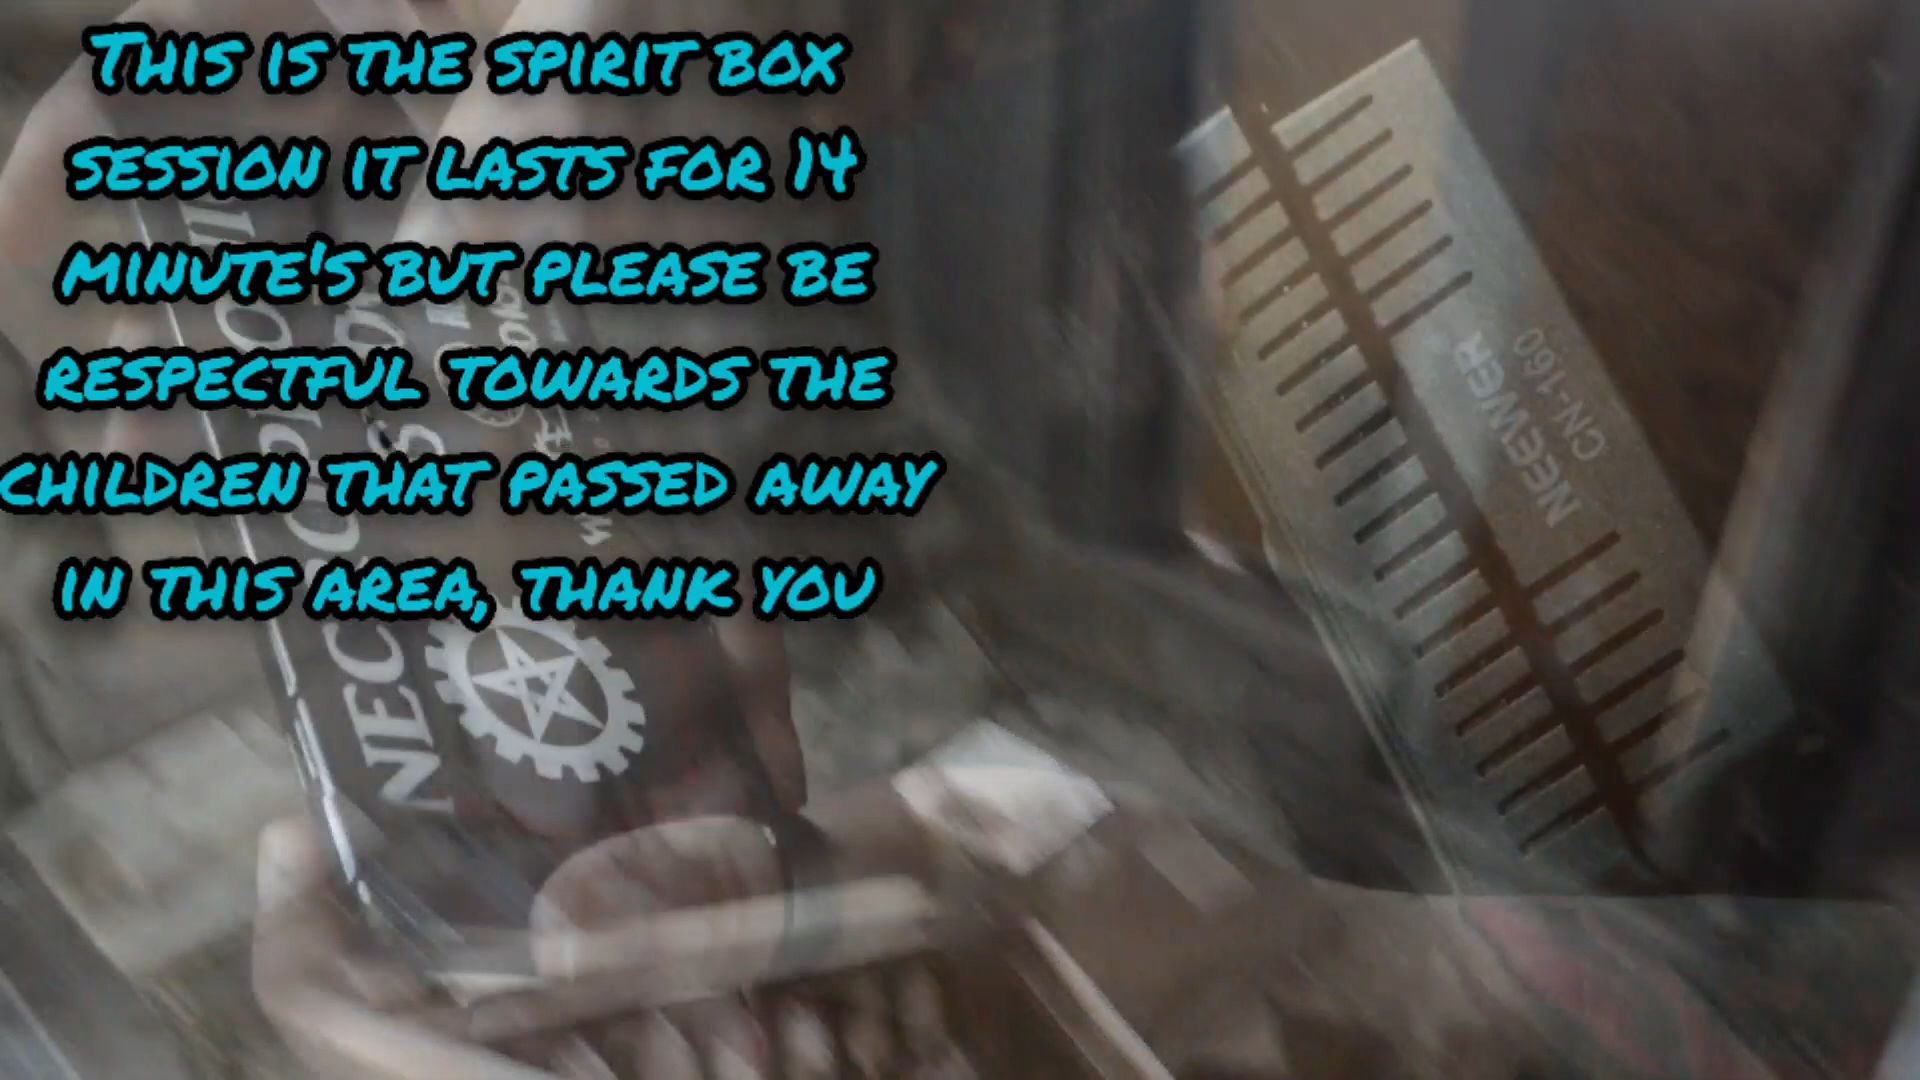 THIS IS THE SPIRIT BOX
SESSION IT LASTS FOR 14
MINUTE'S BUT PLEASE BE
RESPECTFUL TOWARDS THE
CHILDREN THAT PASSED AWAY
IN THIS AREA, THANK YOU
NEEWER
CN-160